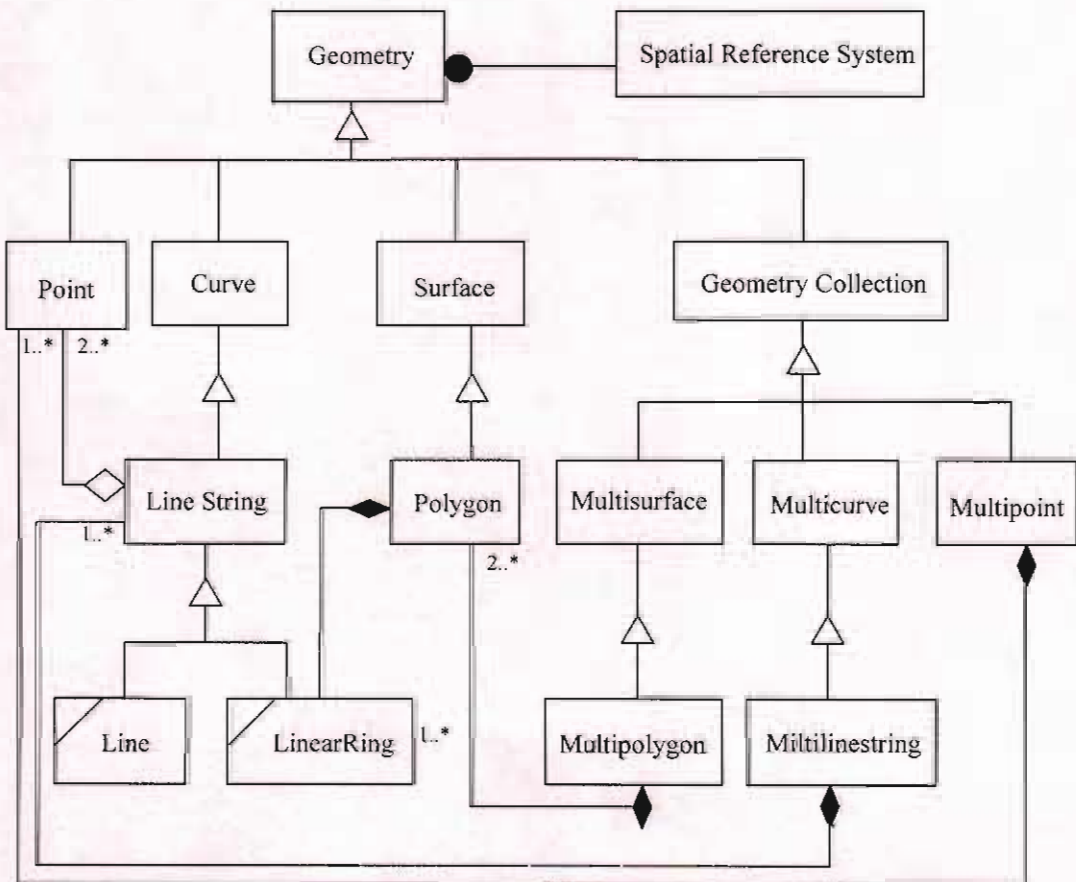 Geometry
Spatial Reference System
Point
Curve
Surface
Geometry Collection
1..*
2..*
Line String
Polygon
Multisurface
Multicurve
Multipoint
1..*
2..*
Line
LinearRing
1..*
Multipolygon
Miltilinestring